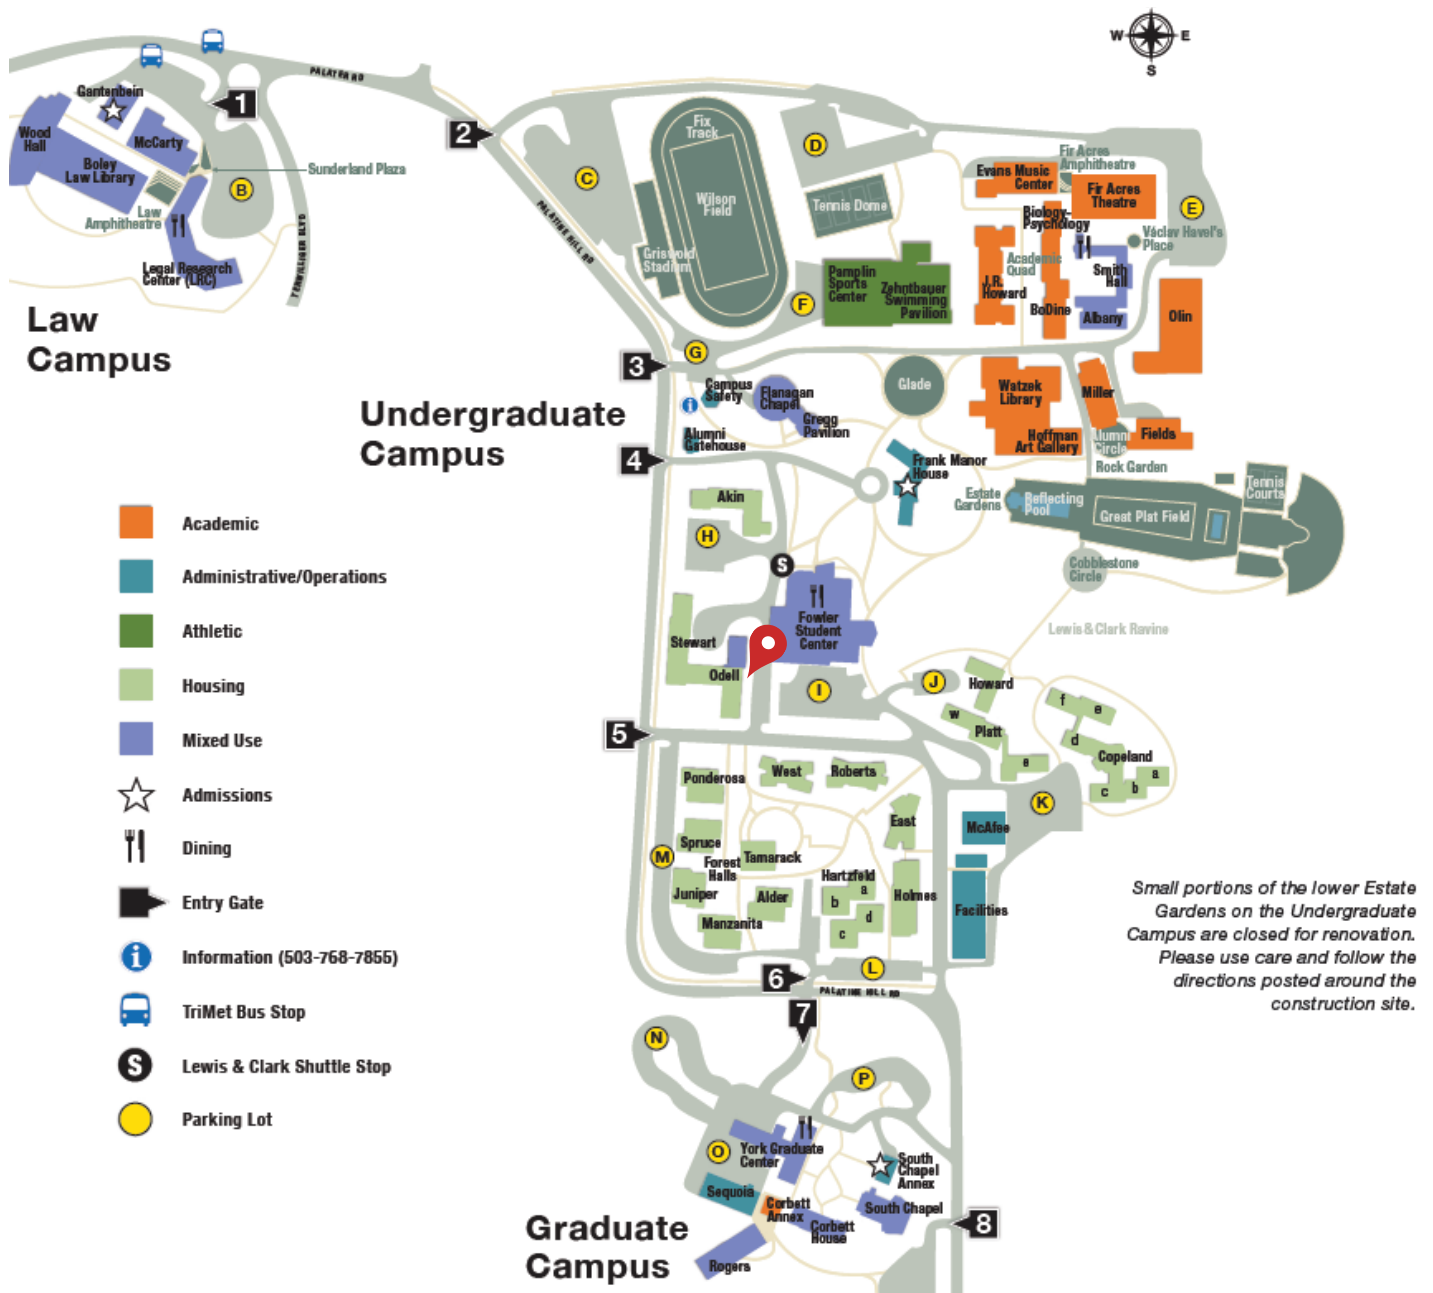 W
E
S
PALATER RD
1
2
Gantenbein
Wood
Hall
McCarty
Boley
Law Library
B
Sunderland Plaza
Law
Amphitheatre
Legal Research
Center (LRC)
TERWILLIGER BLVD
Law
Campus
PALATINE HILL RD
C
Fix
Track
Wilson
Field
Griswold
Stadium
D
Tennis Dome
F
Pamplin
Sports
Center
Zehntbauer
Swimming
Pavilion
Evans Music
Center
Fir Acres
Amphitheatre
Fir Acres
Theatre
E
Biology-
Psychology
Václav Havel's
Place
Academic
Quad
J.R.
Howard
BoDine
Smith
Hall
Albany
Olin
3
G
Campus
Safety
Flanagan
Chapel
Gregg
Pavilion
i
Alumni
Gatehouse
Glade
Watzek
Library
Hoffman
Art Gallery
Miller
Fields
Alumni
Circle
Rock Garden
Undergraduate
Campus
4
Frank Manor
House
Estate
Gardens
Reflecting
Pool
Great Plat Field
Tennis
Courts
Cobblestone
Circle
Lewis & Clark Ravine
Akin
H
S
Fowler
Student
Center
Stewart
Odell
I
J
Howard
w
Platt
e
f
e
d
Copeland
a
b
c
K
5
Ponderosa
West
Roberts
East
McAfee
M
Spruce
Forest
Halls
Tamarack
Juniper
Alder
Manzanita
Hartzfeld
a
b
d
c
Holmes
Facilities
L
6
PALATINE HILL RD
7
N
P
O
York Graduate
Center
Sequoia
Corbett
Annex
Corbett
House
South
Chapel
Annex
South Chapel
Rogers
8
Graduate
Campus
Academic
Administrative/Operations
Athletic
Housing
Mixed Use
Admissions
Dining
Entry Gate
i Information (503-768-7855)
TriMet Bus Stop
S Lewis & Clark Shuttle Stop
Parking Lot
Small portions of the lower Estate
Gardens on the Undergraduate
Campus are closed for renovation.
Please use care and follow the
directions posted around the
construction site.